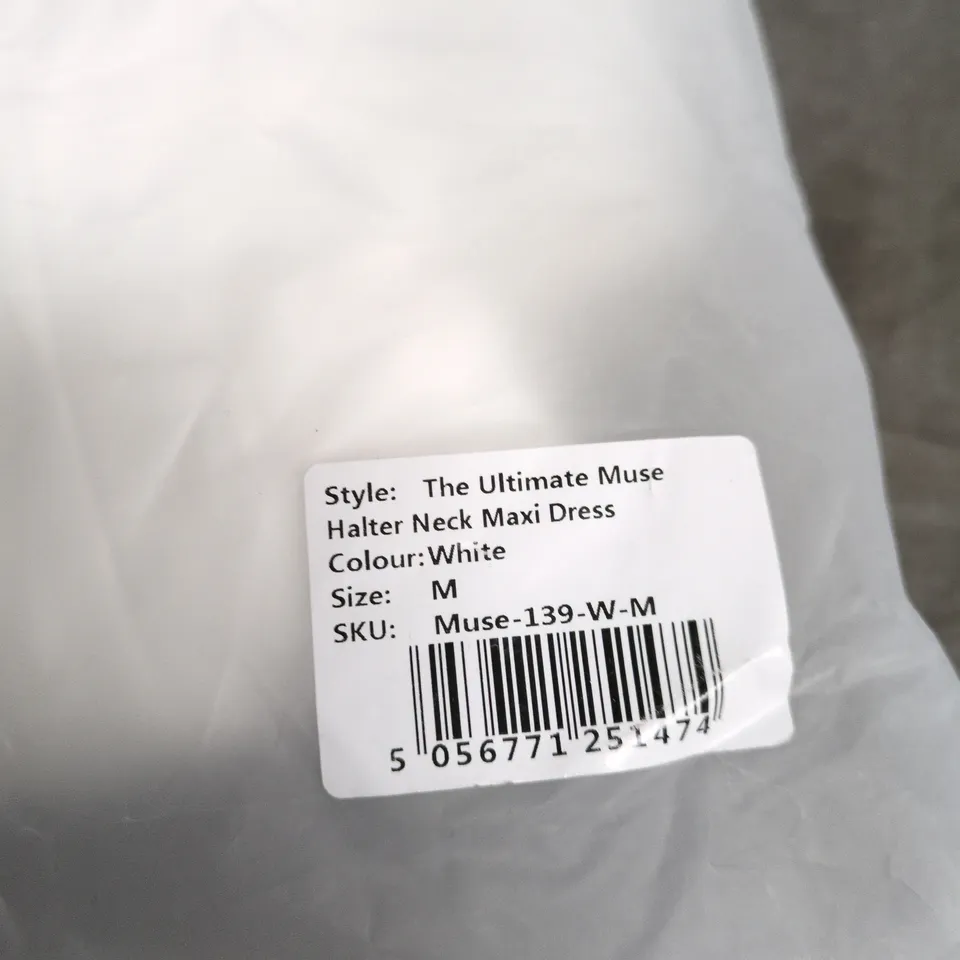 Style: The Ultimate Muse
Halter Neck Maxi Dress
Colour: White
Size: M
SKU: Muse-139-W-M
5 056771 251474